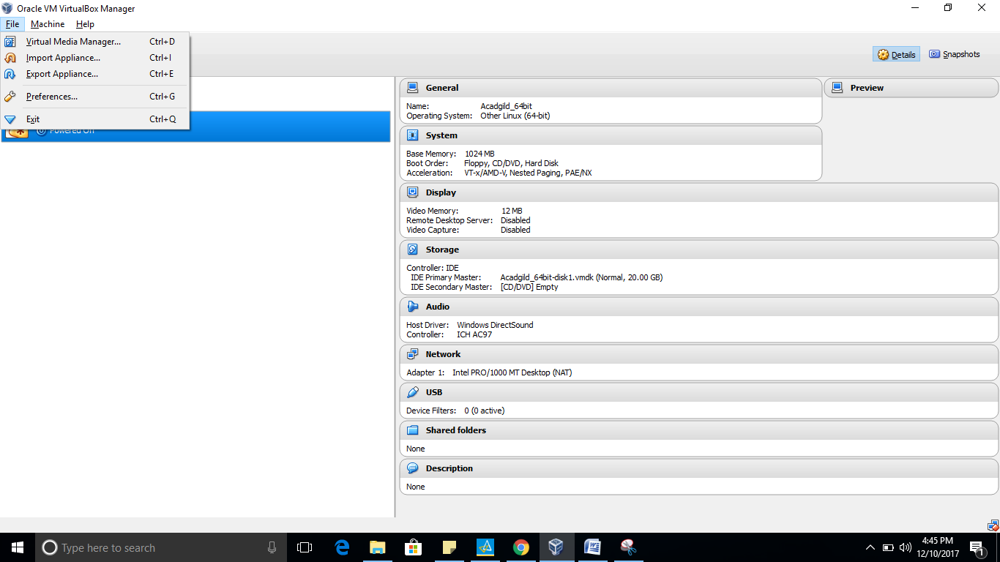 Oracle VM VirtualBox Manager
File Machine Help
Virtual Media Manager... Ctrl+D
Import Appliance... Ctrl+I
Export Appliance... Ctrl+E
Preferences... Ctrl+G
Exit Ctrl+Q
Powered Off
Details Snapshots
General
Name: Acadgild_64bit
Operating System: Other Linux (64-bit)
Preview
System
Base Memory: 1024 MB
Boot Order: Floppy, CD/DVD, Hard Disk
Acceleration: VT-x/AMD-V, Nested Paging, PAE/NX
Display
Video Memory: 12 MB
Remote Desktop Server: Disabled
Video Capture: Disabled
Storage
Controller: IDE
IDE Primary Master: Acadgild_64bit-disk1.vmdk (Normal, 20.00 GB)
IDE Secondary Master: [CD/DVD] Empty
Audio
Host Driver: Windows DirectSound
Controller: ICH AC97
Network
Adapter 1: Intel PRO/1000 MT Desktop (NAT)
USB
Device Filters: 0 (0 active)
Shared folders
None
Description
None
Type here to search
4:45 PM
12/10/2017
1